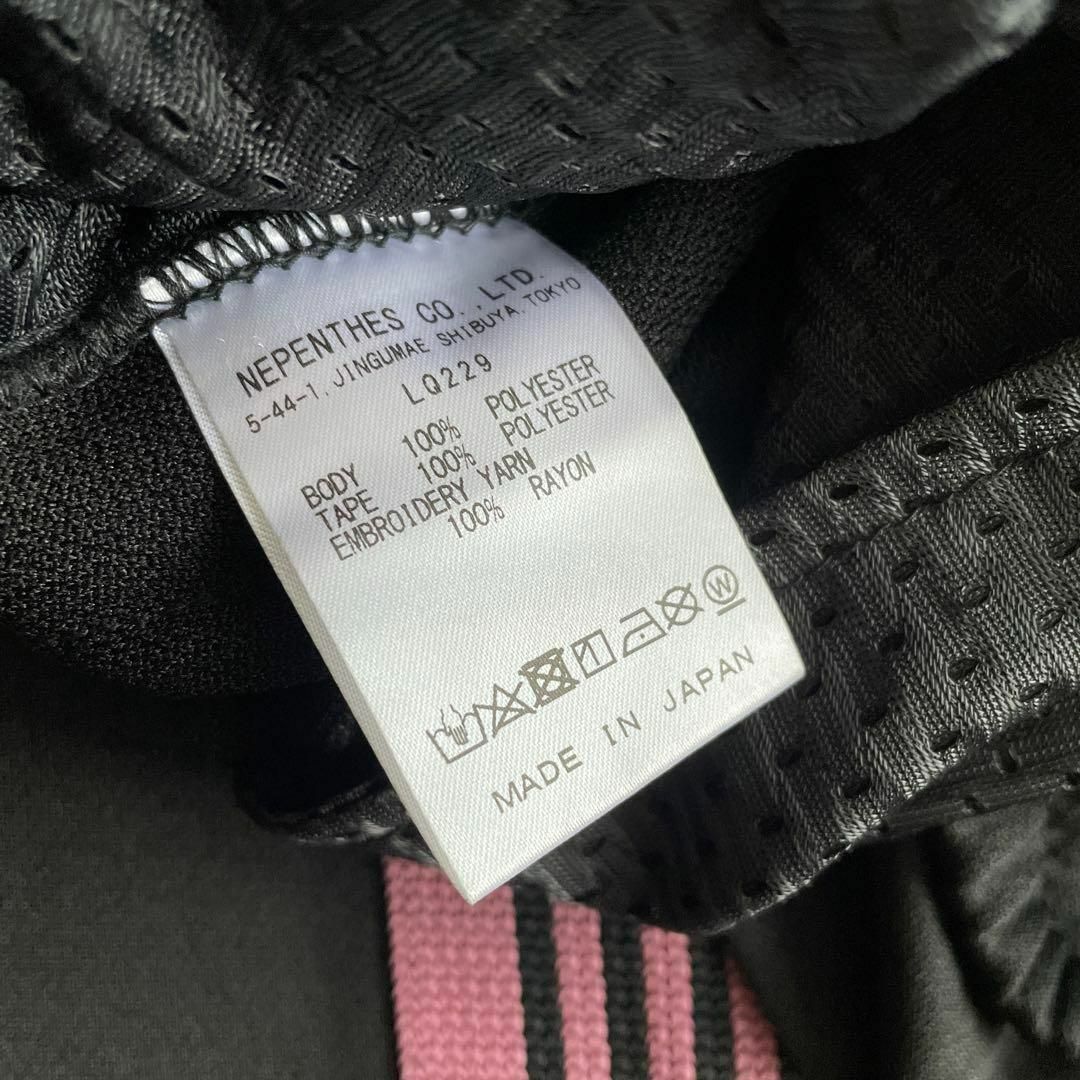 NEPENTHES CO.,LTD.
5-44-1,JINGUMAE SHIBUYA,TOKYO
LQ229
BODY 100% POLYESTER
TAPE 100% POLYESTER
EMBROIDERY YARN
100% RAYON
W
MADE IN JAPAN